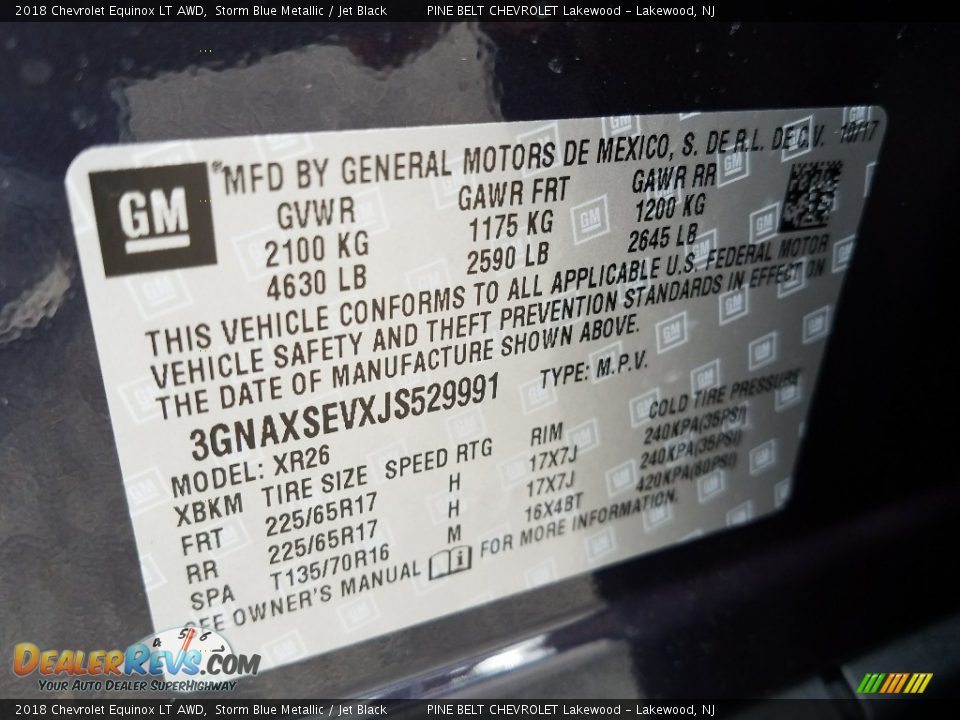 2018 Chevrolet Equinox LT AWD, Storm Blue Metallic / Jet Black PINE BELT CHEVROLET Lakewood - Lakewood, NJ
GM
®MFD BY GENERAL MOTORS DE MEXICO, S. DE R.L. DE C.V. 10/17
GVWR GAWR FRT GAWR RR
2100 KG 1175 KG 1200 KG
4630 LB 2590 LB 2645 LB
THIS VEHICLE CONFORMS TO ALL APPLICABLE U.S. FEDERAL MOTOR
VEHICLE SAFETY AND THEFT PREVENTION STANDARDS IN EFFECT ON
THE DATE OF MANUFACTURE SHOWN ABOVE.
3GNAXSEVXJS529991 TYPE: M.P.V.
MODEL: XR26
XBKM TIRE SIZE SPEED RTG RIM COLD TIRE PRESSURE
FRT 225/65R17 H 17X7J 240KPA(35PSI)
RR 225/65R17 H 17X7J 240KPA(35PSI)
SPA T135/70R16 M 16X4BT 420KPA(60PSI)
SEE OWNER'S MANUAL FOR MORE INFORMATION.
4 5 6
DealerRevs.com
Your Auto Dealer SuperHighway
2018 Chevrolet Equinox LT AWD, Storm Blue Metallic / Jet Black PINE BELT CHEVROLET Lakewood - Lakewood, NJ